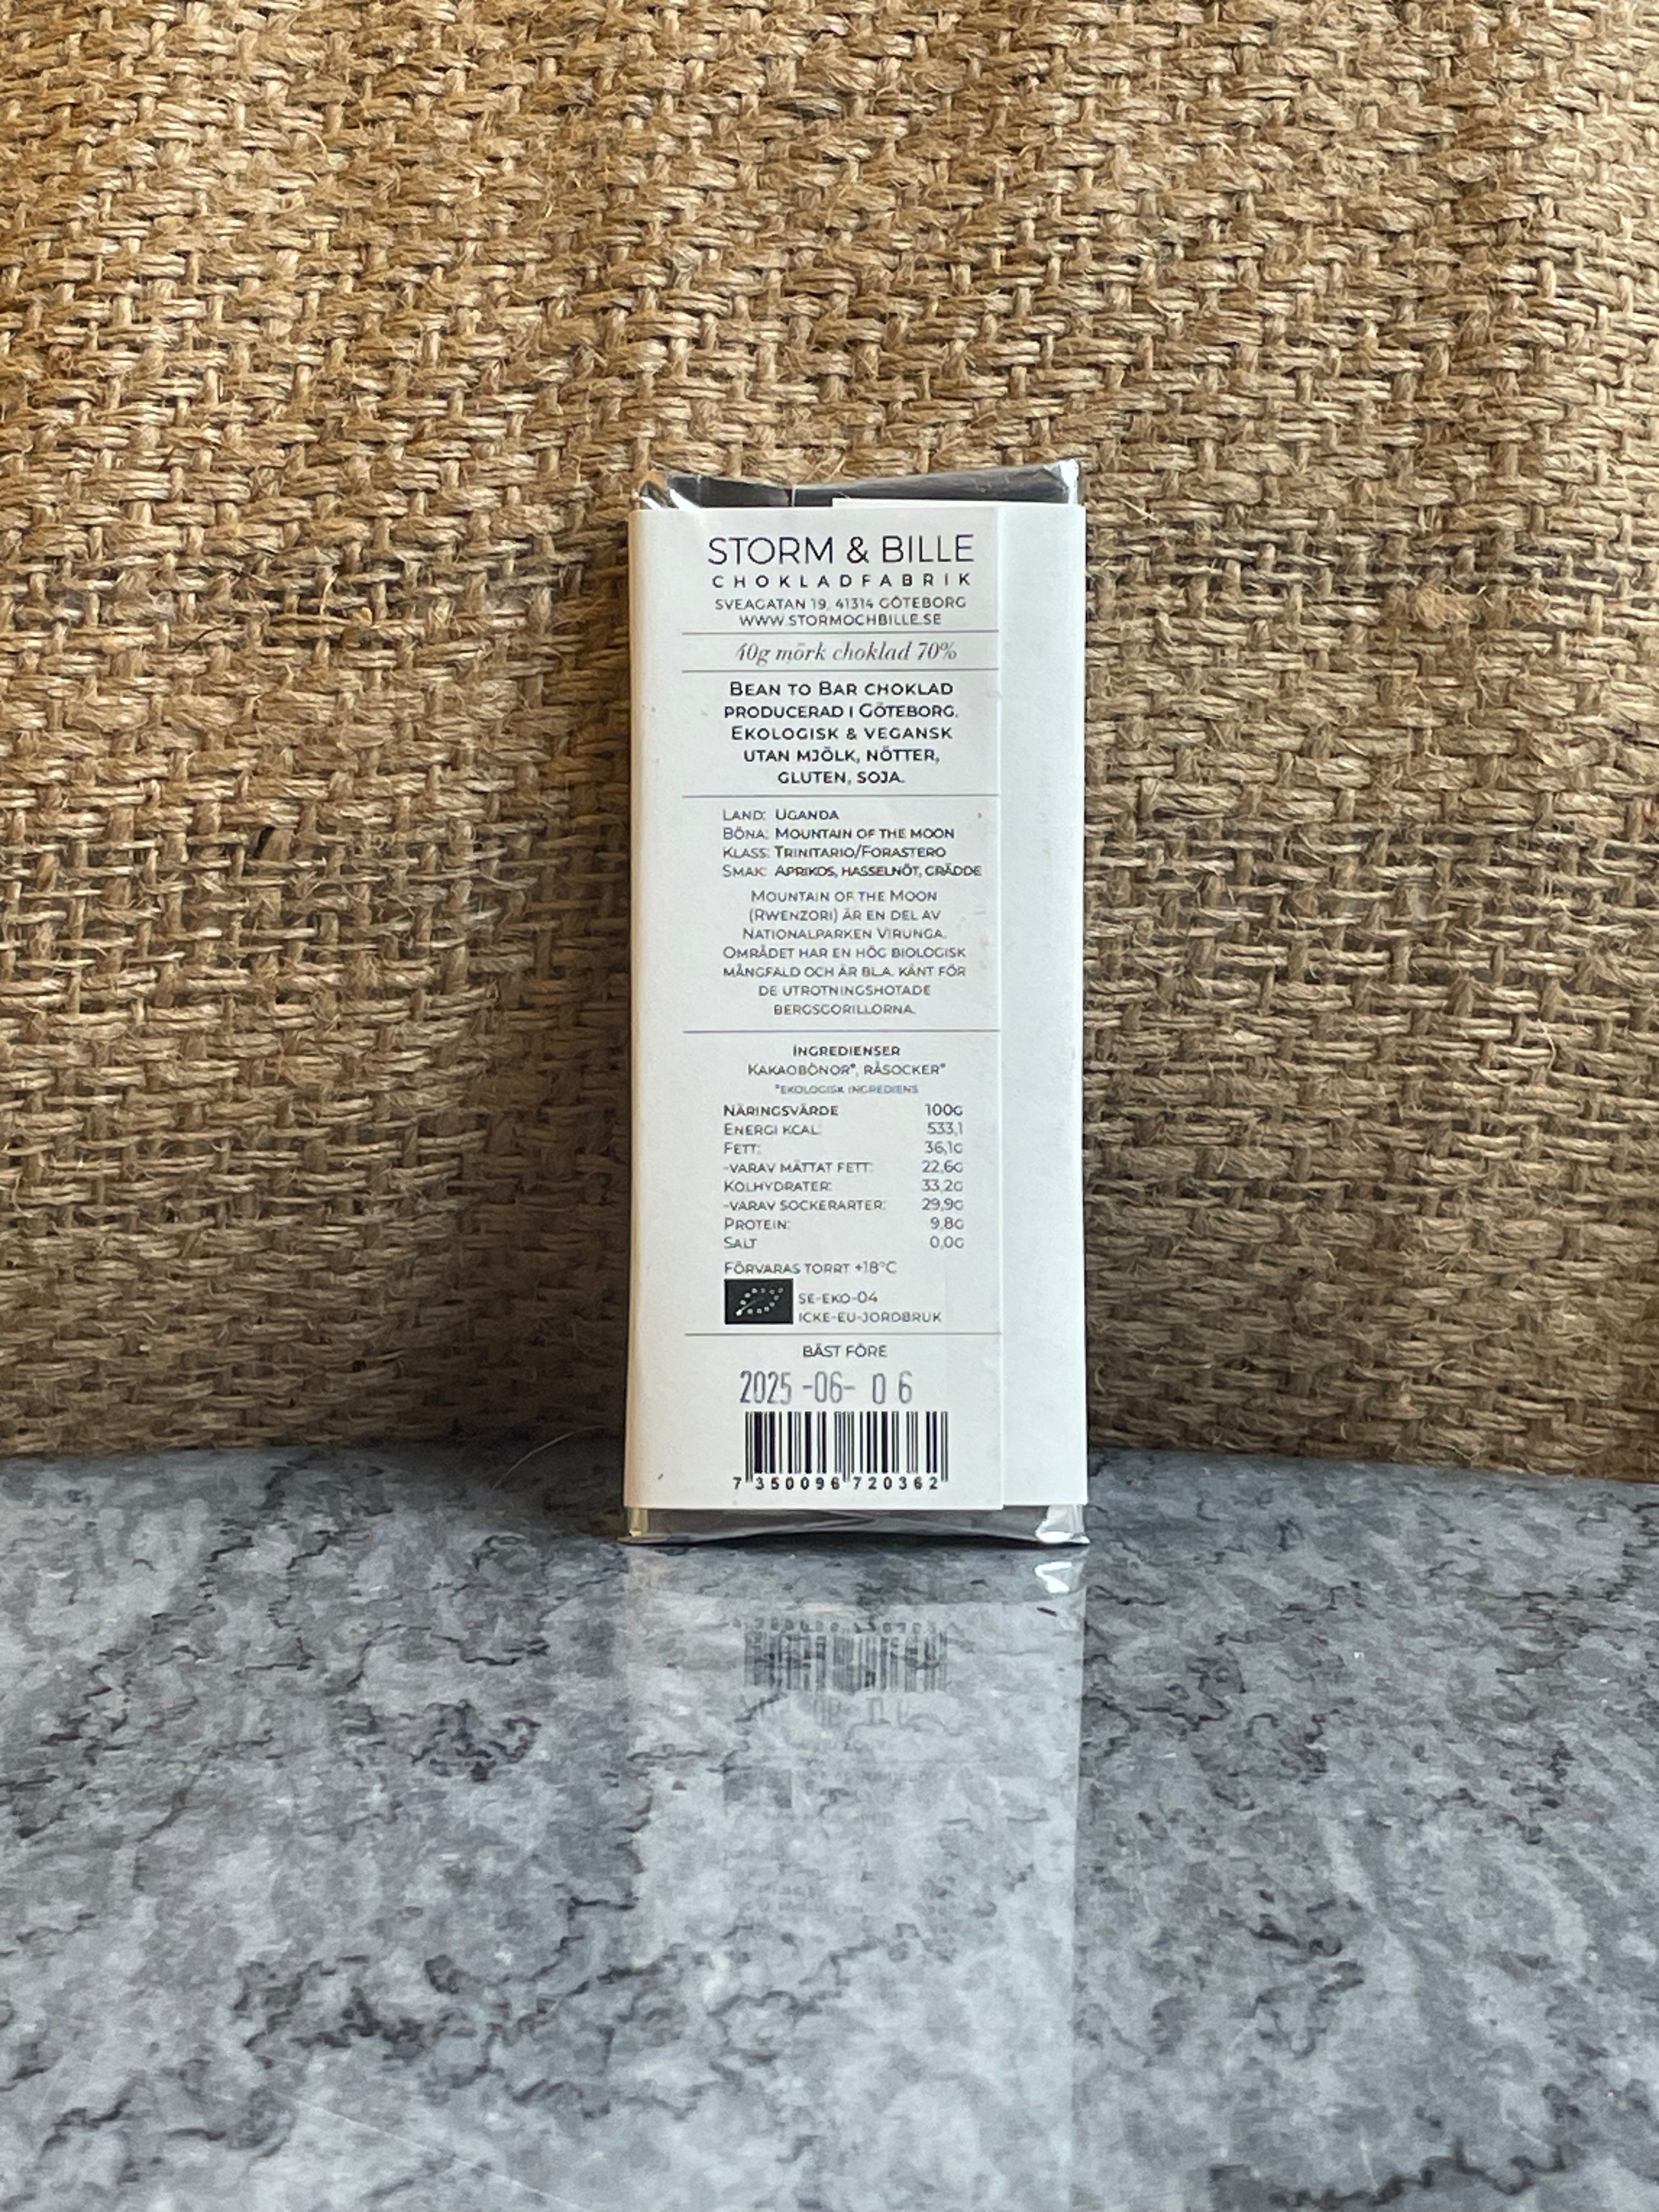 STORM & BILLE
CHOKLADFABRIK
SVEAGATAN 19, 41314 GÖTEBORG
WWW.STORMOCHBILLE.SE
40g mörk choklad 70%
BEAN TO BAR CHOKLAD
PRODUCERAD I GÖTEBORG.
EKOLOGISK & VEGANSK
UTAN MJÖLK, NÖTTER,
GLUTEN, SOJA.
LAND: UGANDA
BÖNA: MOUNTAIN OF THE MOON
KLASS: TRINITARIO/FORASTERO
SMAK: APRIKOS, HASSELNÖT, GRÄDDE
MOUNTAIN OF THE MOON
(RWENZORI) ÄR EN DEL AV
NATIONALPARKEN VIRUNGA.
OMRÅDET HAR EN HÖG BIOLOGISK
MÅNGFALD OCH ÄR BLA. KÄNT FÖR
DE UTROTNINGSHOTADE
BERGSGORILLORNA.
INGREDIENSER
KAKAOBÖNOR*, RÅSOCKER*
*EKOLOGISK INGREDIENS
NÄRINGSVÄRDE 100G
ENERGI KCAL: 533,1
FETT: 36,1G
-VARAV MÄTTAT FETT: 22,6G
KOLHYDRATER: 33,2G
-VARAV SOCKERARTER: 29,9G
PROTEIN: 9,8G
SALT 0,0G
FÖRVARAS TORRT +18°C
SE-EKO-04
ICKE-EU-JORDBRUK
BÄST FÖRE
2025-06-06
7 350096 720362